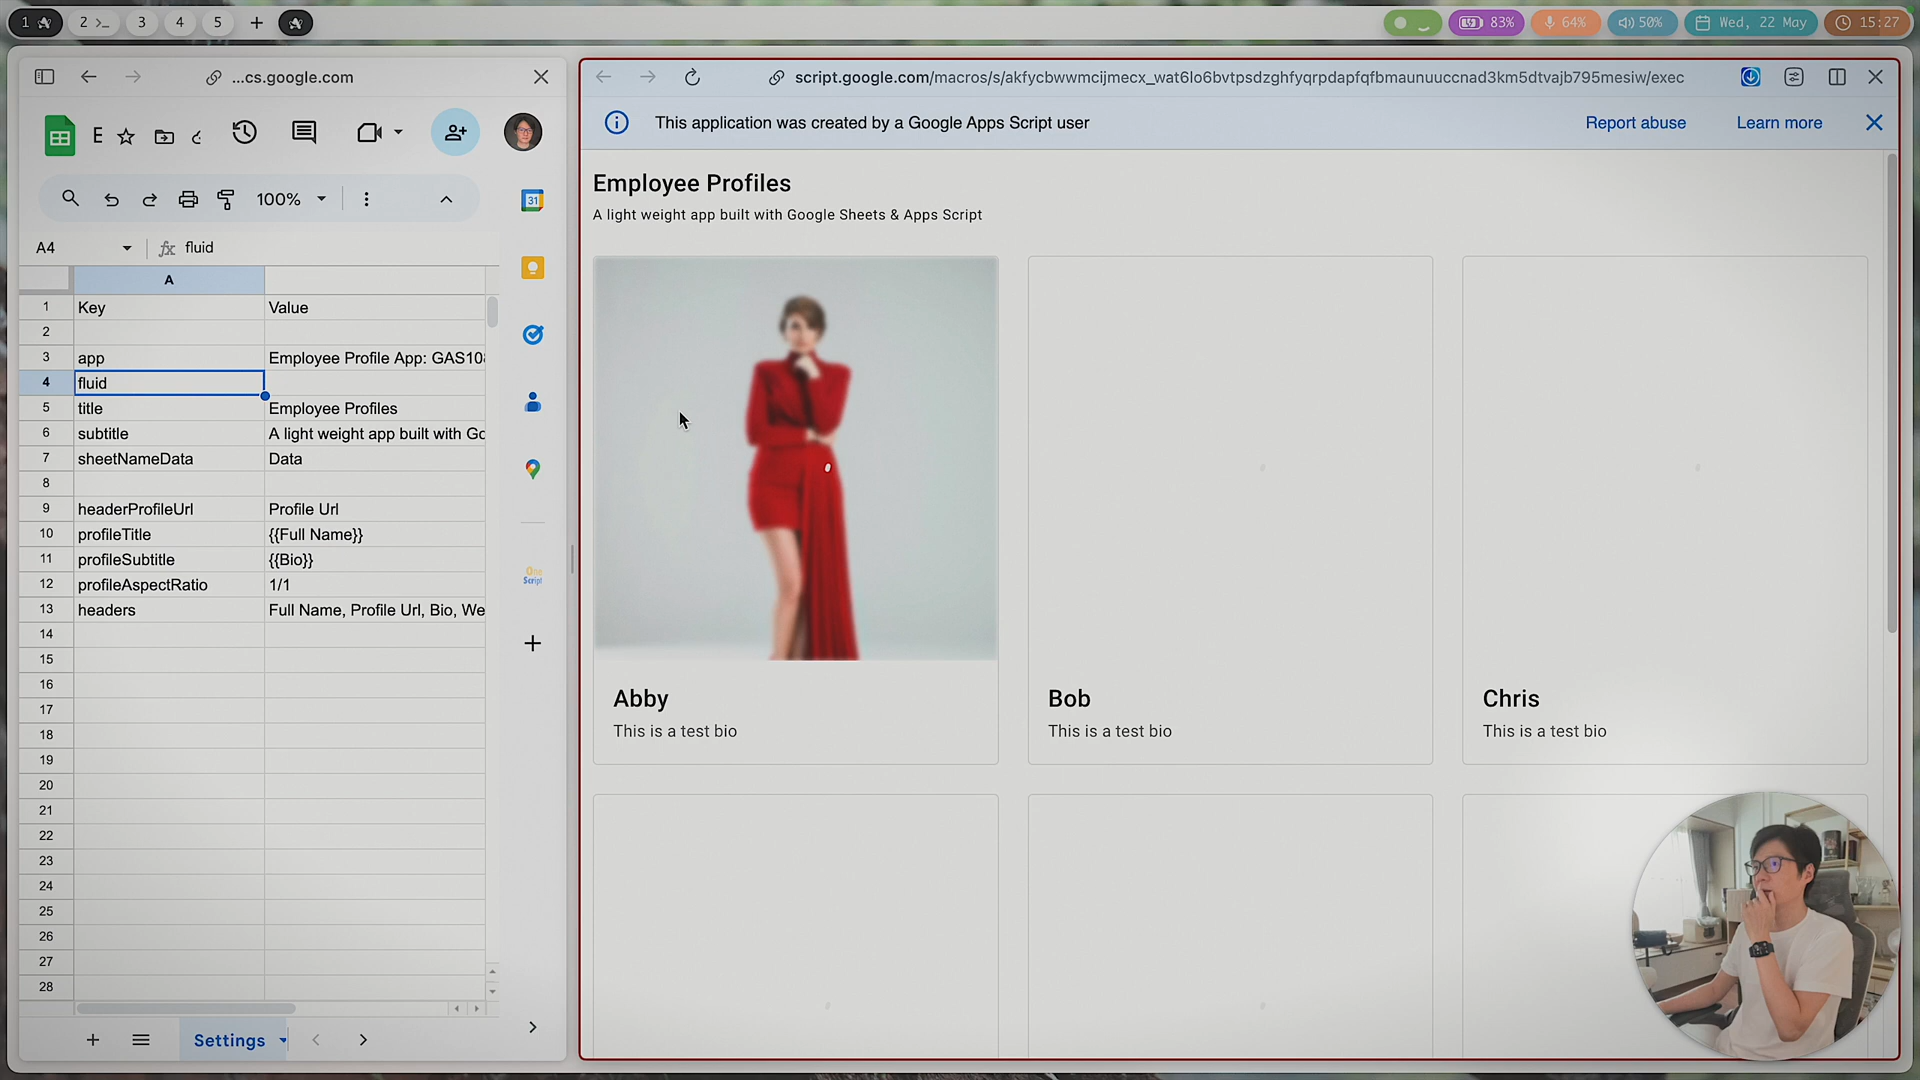 1
2
3
4
5
83%
64%
50%
Wed, 22 May
15:27
...cs.google.com
E
100%
A4
fx
fluid
A
1 Key Value
2
3 app Employee Profile App: GAS10
4 fluid
5 title Employee Profiles
6 subtitle A light weight app built with Go
7 sheetNameData Data
8
9 headerProfileUrl Profile Url
10 profileTitle {{Full Name}}
11 profileSubtitle {{Bio}}
12 profileAspectRatio 1/1
13 headers Full Name, Profile Url, Bio, We
14
15
16
17
18
19
20
21
22
23
24
25
26
27
28
Settings
31
One
Script
script.google.com/macros/s/akfycbwwmcijmecx_wat6lo6bvtpsdzghfyqrpdapfqfbmaunuuccnad3km5dtvajb795mesiw/exec
This application was created by a Google Apps Script user
Report abuse
Learn more
Employee Profiles
A light weight app built with Google Sheets & Apps Script
Abby
This is a test bio
Bob
This is a test bio
Chris
This is a test bio